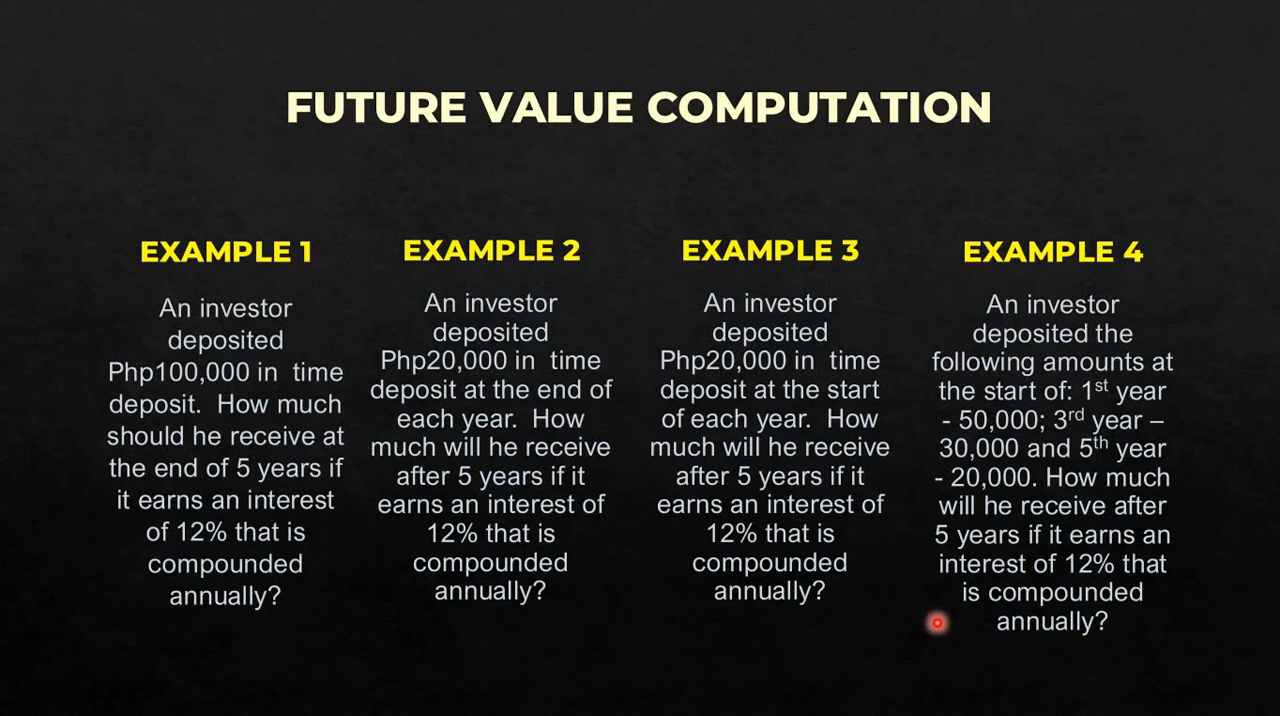 FUTURE VALUE COMPUTATION
EXAMPLE 1
An investor
deposited
Php100,000 in  time
deposit.  How much
should he receive at
the end of 5 years if
it earns an interest
of 12% that is
compounded
annually?
EXAMPLE 2
An investor
deposited
Php20,000 in  time
deposit at the end of
each year.  How
much will he receive
after 5 years if it
earns an interest of
12% that is
compounded
annually?
EXAMPLE 3
An investor
deposited
Php20,000 in  time
deposit at the start
of each year.  How
much will he receive
after 5 years if it
earns an interest of
12% that is
compounded
annually?
EXAMPLE 4
An investor
deposited the
following amounts at
the start of: 1st year
- 50,000; 3rd year –
30,000 and 5th year
- 20,000. How much
will he receive after
5 years if it earns an
interest of 12% that
is compounded
annually?